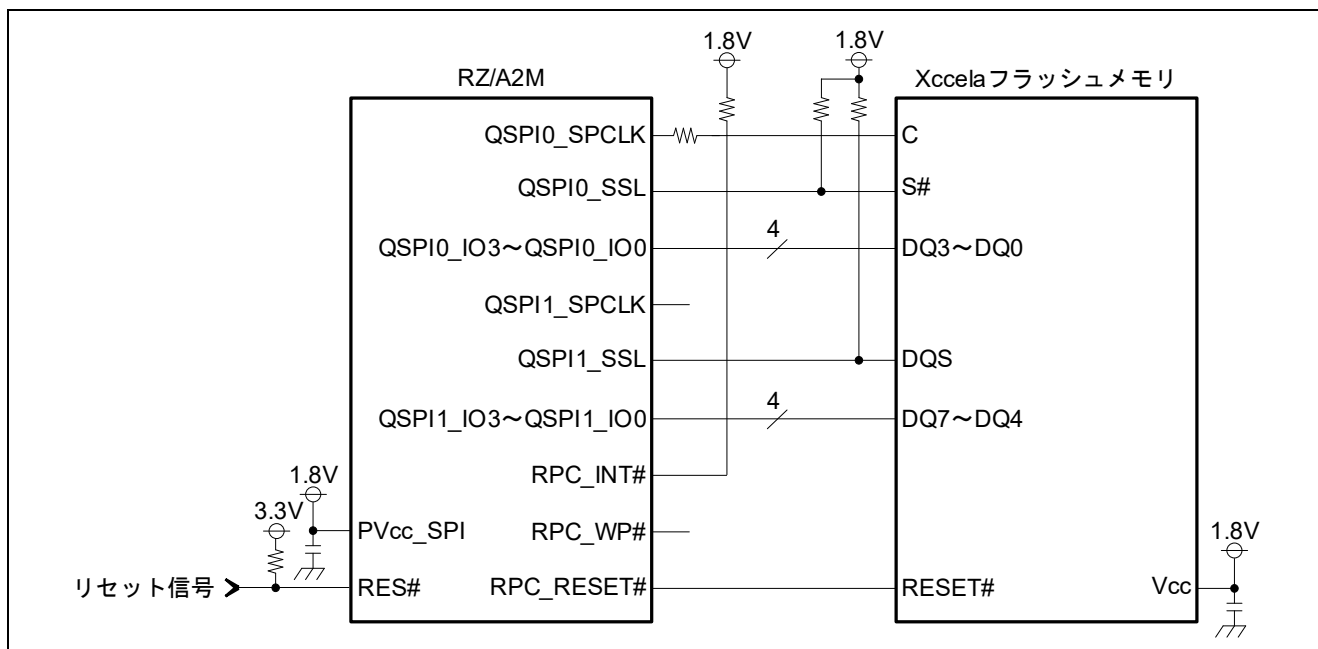 1.8V 1.8V
RZ/A2M Xccelaフラッシュメモリ
QSPI0_SPCLK C
QSPI0_SSL S#
4
QSPI0_IO3～QSPI0_IO0 DQ3～DQ0
QSPI1_SPCLK
QSPI1_SSL DQS
4
QSPI1_IO3～QSPI1_IO0 DQ7～DQ4
1.8V RPC_INT#
3.3V PVcc_SPI RPC_WP# 1.8V
リセット信号 RES# RPC_RESET# RESET# Vcc